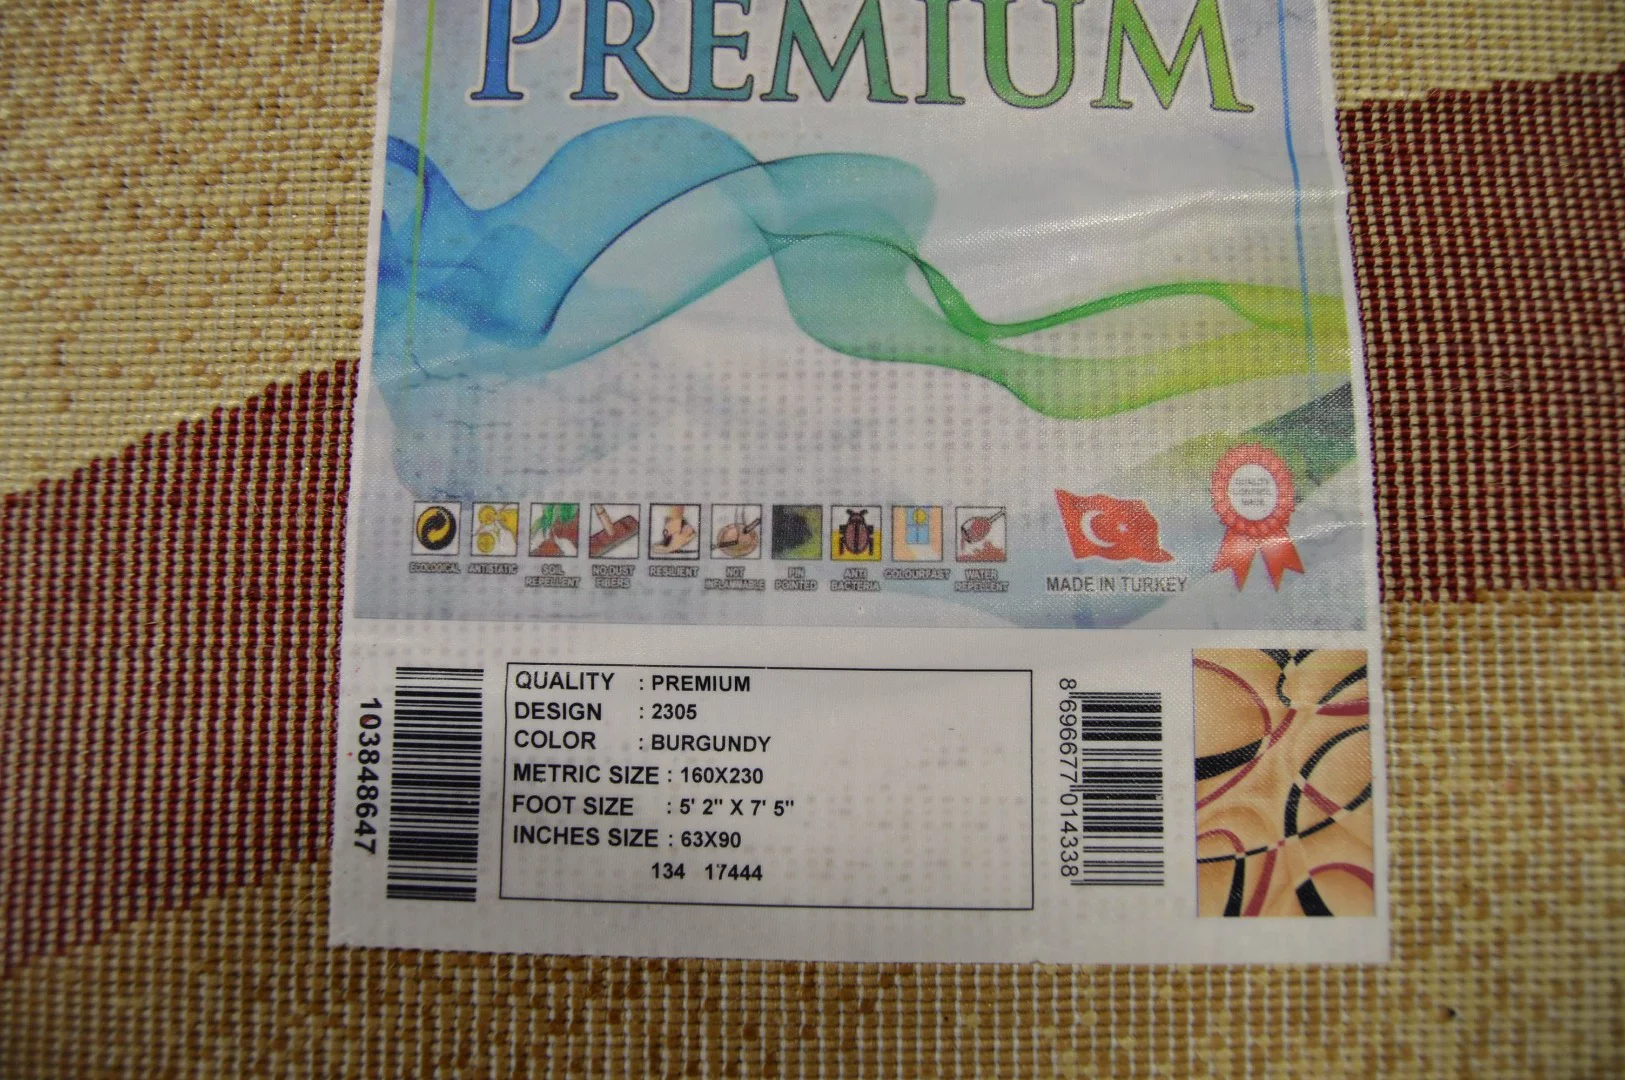 PREMIUM
ECOLOGICAL
ANTISTATIC
SOIL
REPELLENT
NO DUST
FIBERS
RESILIENT
NOT
INFLAMMABLE
PIN
POINTED
ANTI
BACTERIA
COLOURFAST
WATER
REPELLENT
MADE IN TURKEY
QUALITY : PREMIUM
DESIGN : 2305
COLOR : BURGUNDY
METRIC SIZE : 160X230
FOOT SIZE : 5' 2" X 7' 5"
INCHES SIZE : 63X90
134 17444
103848647
8696677014338